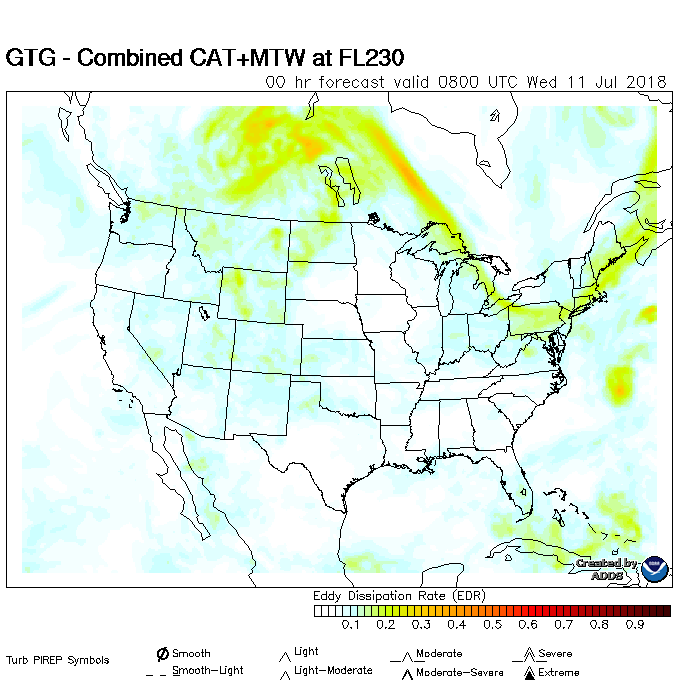 GTG - Combined CAT+MTW at FL230
00 hr forecast valid 0800 UTC Wed 11 Jul 2018
Created by
ADDS
Eddy Dissipation Rate (EDR)
0.1 0.2 0.3 0.4 0.5 0.6 0.7 0.8 0.9
Turb PIREP Symbols
Smooth Light Moderate Severe
Smooth-Light Light-Moderate Moderate-Severe Extreme